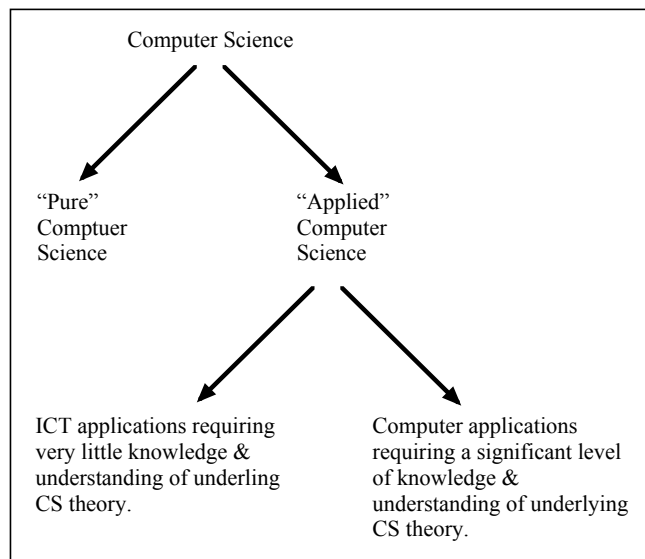 Computer Science
“Pure”
Comptuer
Science
“Applied”
Computer
Science
ICT applications requiring
very little knowledge &
understanding of underling
CS theory.
Computer applications
requiring a significant level
of knowledge &
understanding of underlying
CS theory.